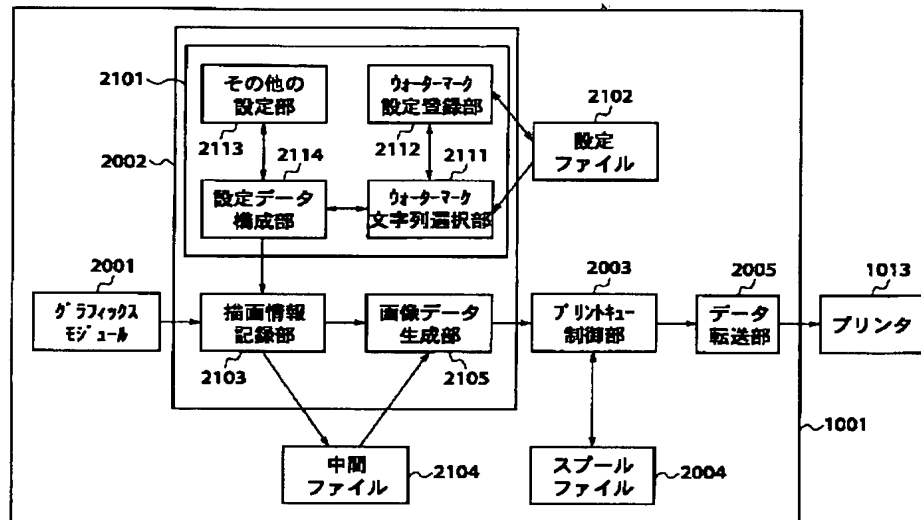 2101
その他の
設定部
2113
ウォーターマーク
設定登録部
2112
2102
設定
ファイル
2002
2114
設定データ
構成部
2111
ウォーターマーク
文字列選択部
2001
グラフィックス
モジュール
描画情報
記録部
2103
画像データ
生成部
2105
2003
プリントキュー
制御部
2005
データ
転送部
1013
プリンタ
1001
中間
ファイル
2104
スプール
ファイル
2004